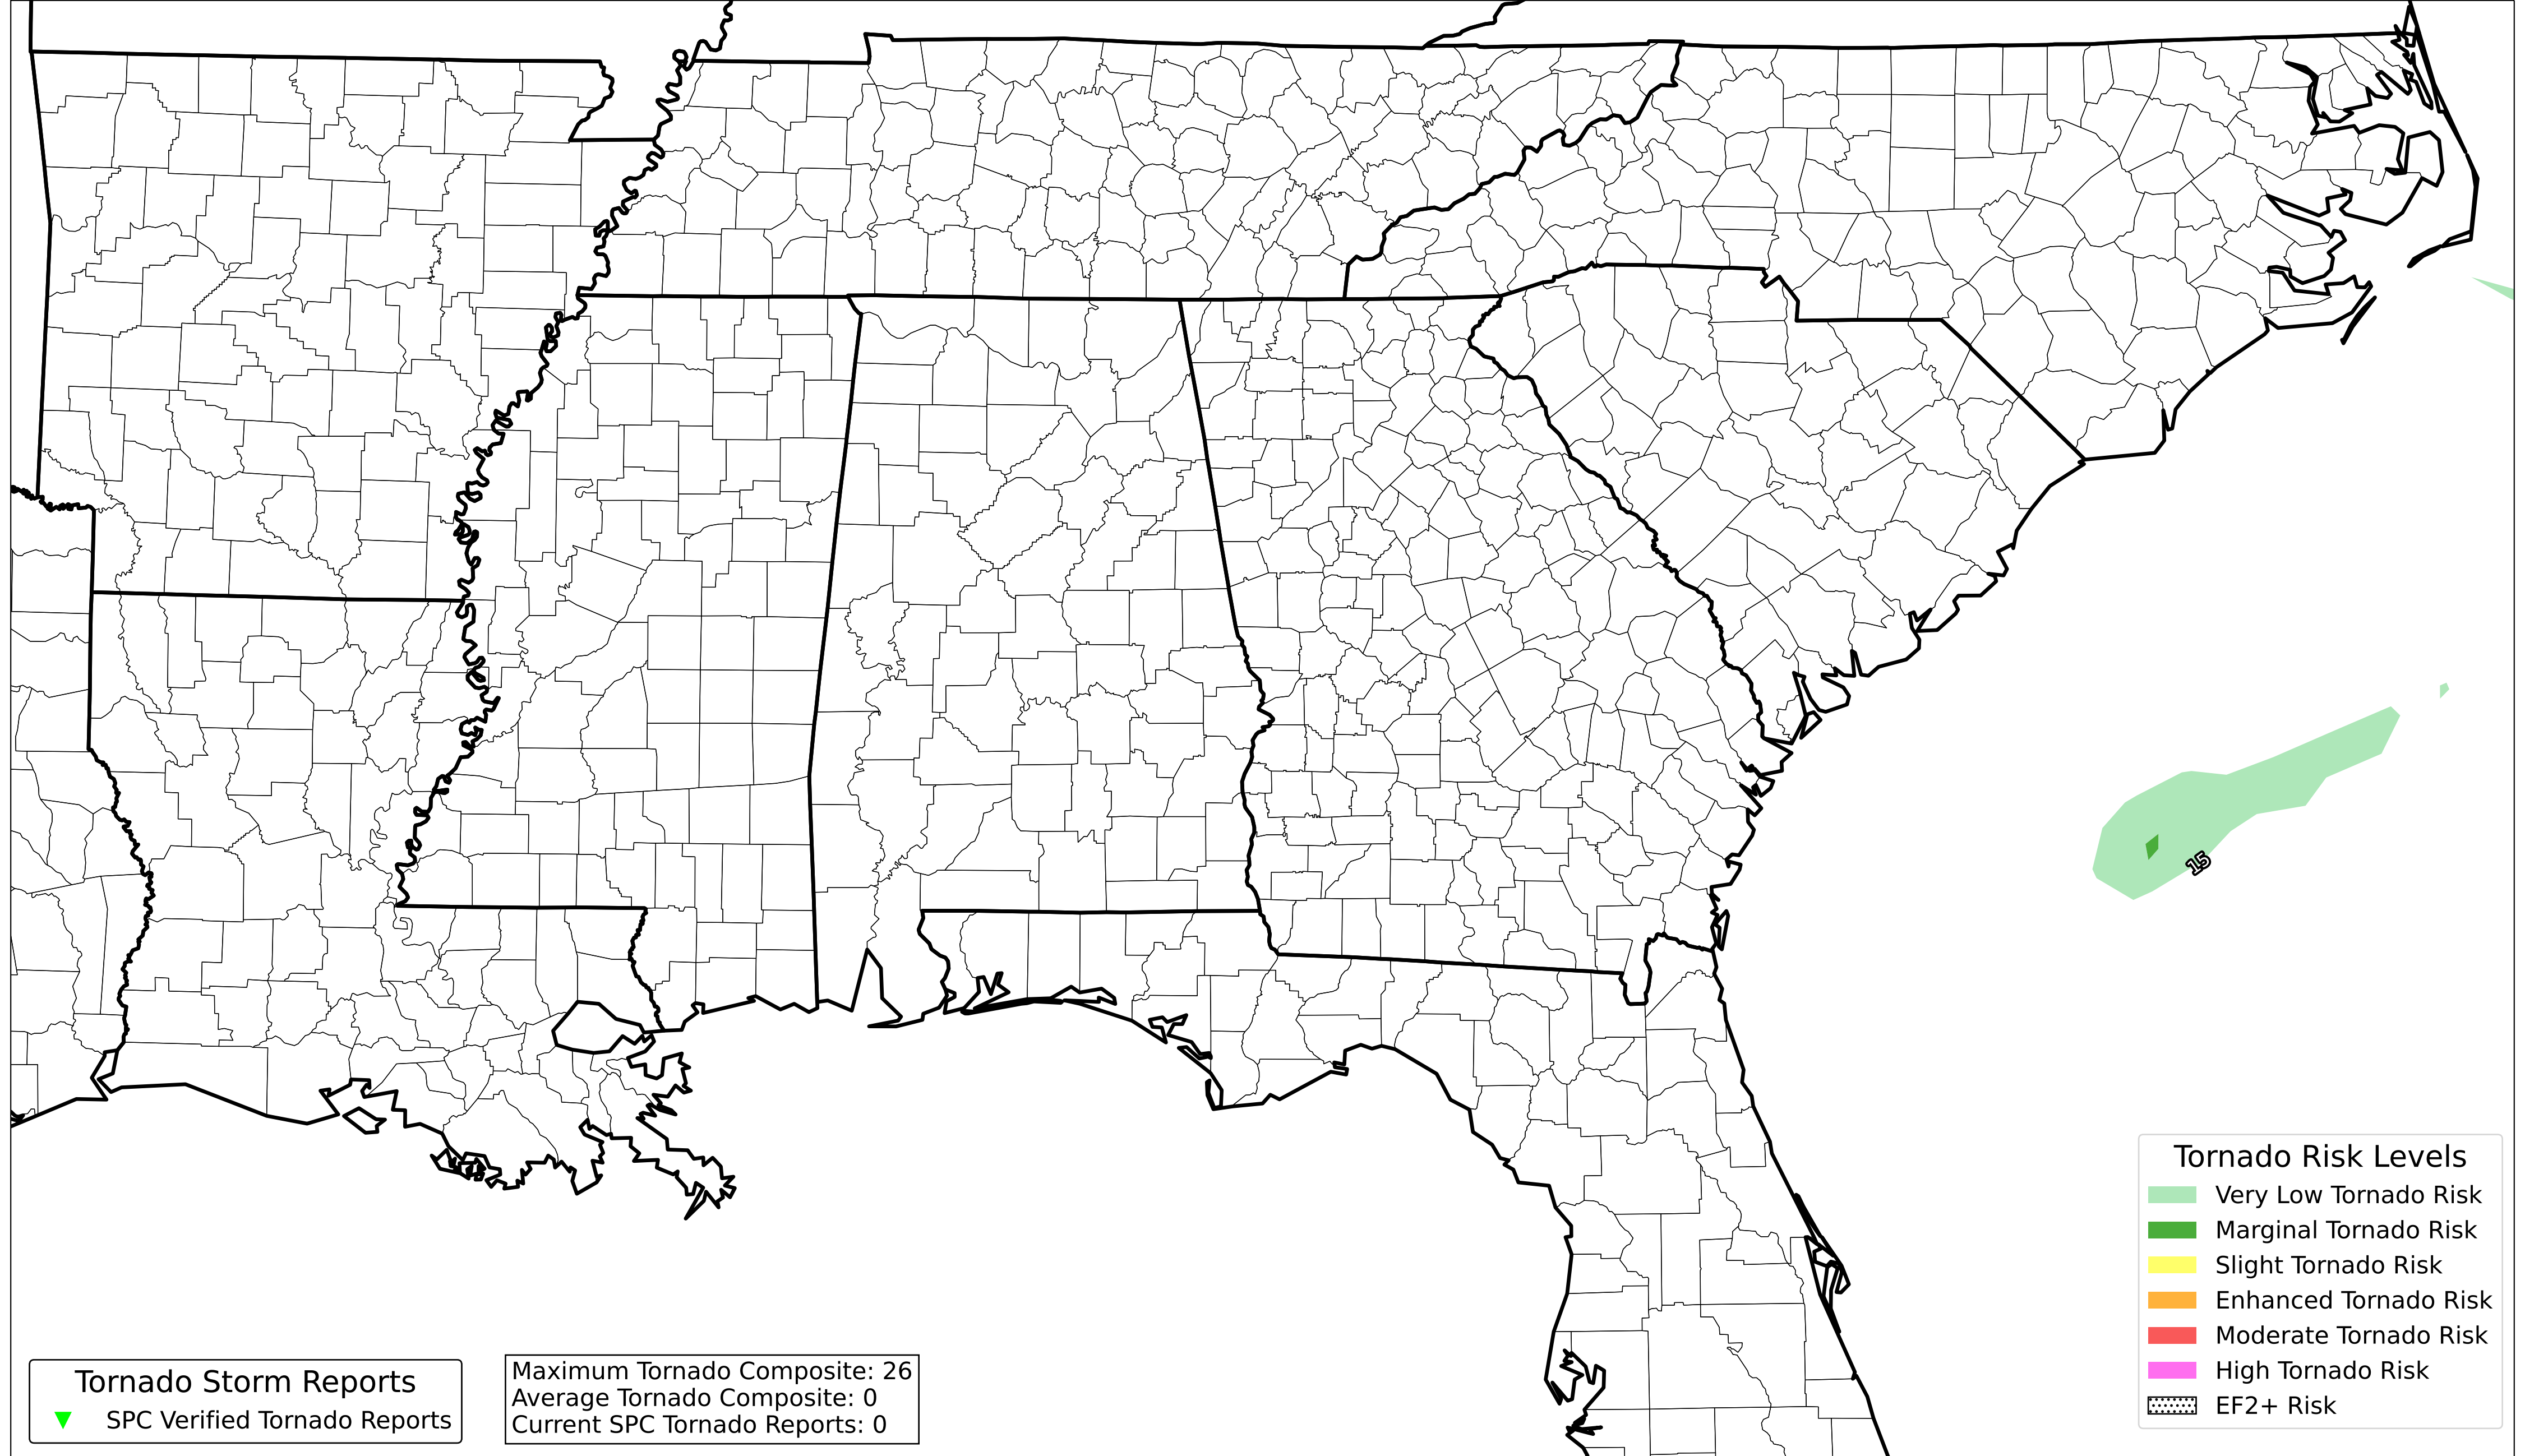 15
Tornado Risk Levels
Very Low Tornado Risk
Marginal Tornado Risk
Slight Tornado Risk
Enhanced Tornado Risk
Moderate Tornado Risk
High Tornado Risk
EF2+ Risk
Tornado Storm Reports
SPC Verified Tornado Reports
Maximum Tornado Composite: 26
Average Tornado Composite: 0
Current SPC Tornado Reports: 0